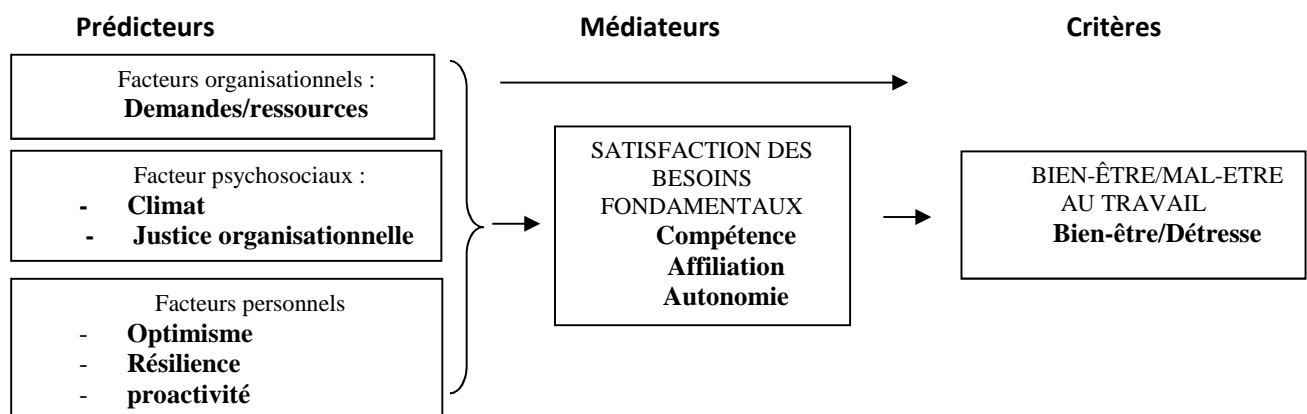 Prédicteurs
Médiateurs
Critères
Facteurs organisationnels :
Demandes/ressources
Facteur psychosociaux :
- Climat
- Justice organisationnelle
Facteurs personnels
- Optimisme
- Résilience
- proactivité
SATISFACTION DES
BESOINS
FONDAMENTAUX
Compétence
Affiliation
Autonomie
BIEN-ÊTRE/MAL-ETRE
AU TRAVAIL
Bien-être/Détresse